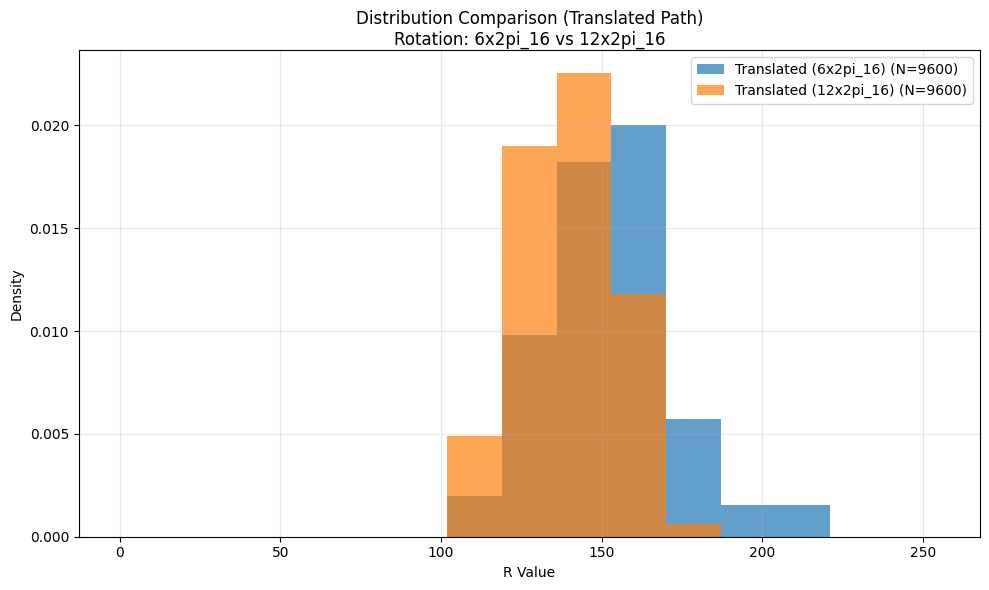 Distribution Comparison (Translated Path)
Rotation: 6x2pi_16 vs 12x2pi_16
Translated (6x2pi_16) (N=9600)
Translated (12x2pi_16) (N=9600)
Density
0.020
0.015
0.010
0.005
0.000
0 50 100 150 200 250
R Value